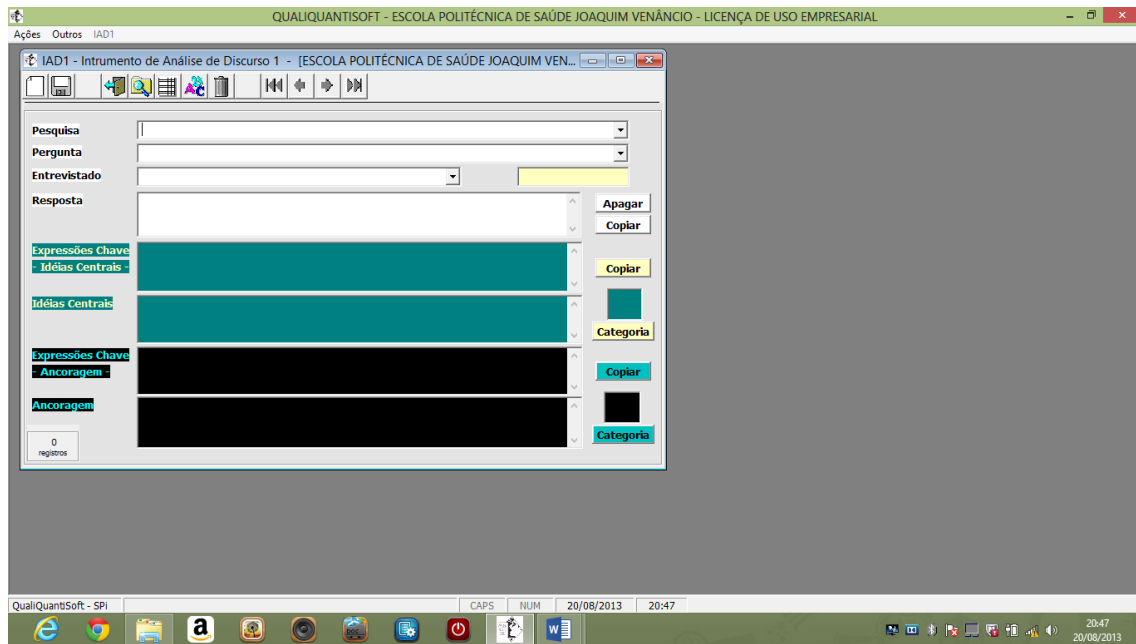 QUALIQUANTISOFT - ESCOLA POLITÉCNICA DE SAÚDE JOAQUIM VENÂNCIO - LICENÇA DE USO EMPRESARIAL
Ações Outros IAD1
IAD1 - Intrumento de Análise de Discurso 1 - [ESCOLA POLITÉCNICA DE SAÚDE JOAQUIM VEN...
Pesquisa
Pergunta
Entrevistado
Resposta
Apagar
Copiar
Expressões Chave
- Idéias Centrais -
Copiar
Idéias Centrais
Categoria
Expressões Chave
- Ancoragem -
Copiar
Ancoragem
Categoria
0
registros
QualiQuantiSoft - SPi CAPS NUM 20/08/2013 20:47
20:47
20/08/2013